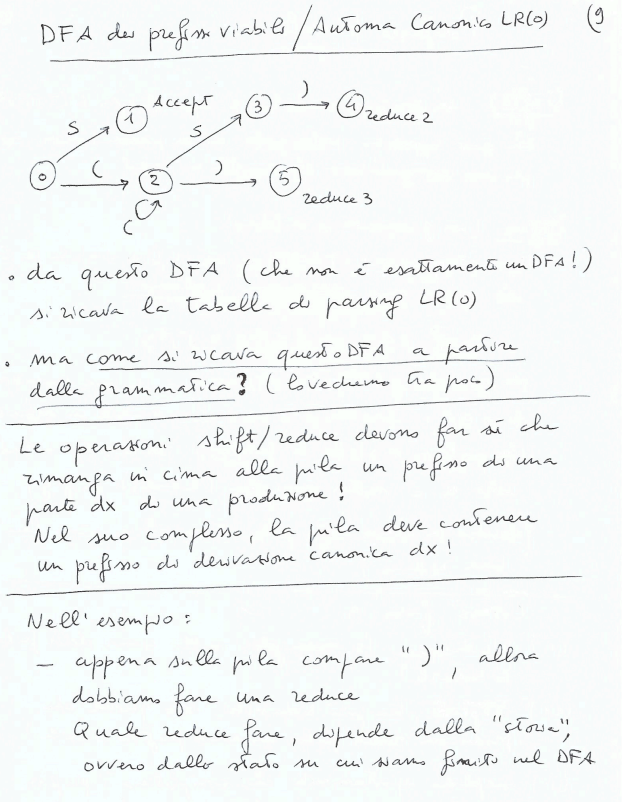 DFA dei prefissi viabili / Automa Canonico LR(0) (9
S 1 Accept S 3 ) 4 reduce 2
0 ( 2 ) 5 reduce 3
(
• da questo DFA (che non è esattamente un DFA!)
si ricava la tabella di parsing LR(0)
• ma come si ricava questo DFA a partire
dalla grammatica? (lo vedremo tra poco)
Le operazioni shift/reduce devono far sì che
rimanga in cima alla pila un prefisso di una
parte dx di una produzione!
Nel suo complesso, la pila deve contenere
un prefisso di derivazione canonica dx!
Nell'esempio:
— appena sulla pila compare ")", allora
dobbiamo fare una reduce
Quale reduce fare, dipende dalla "storia",
ovvero dallo stato su cui siamo finiti nel DFA